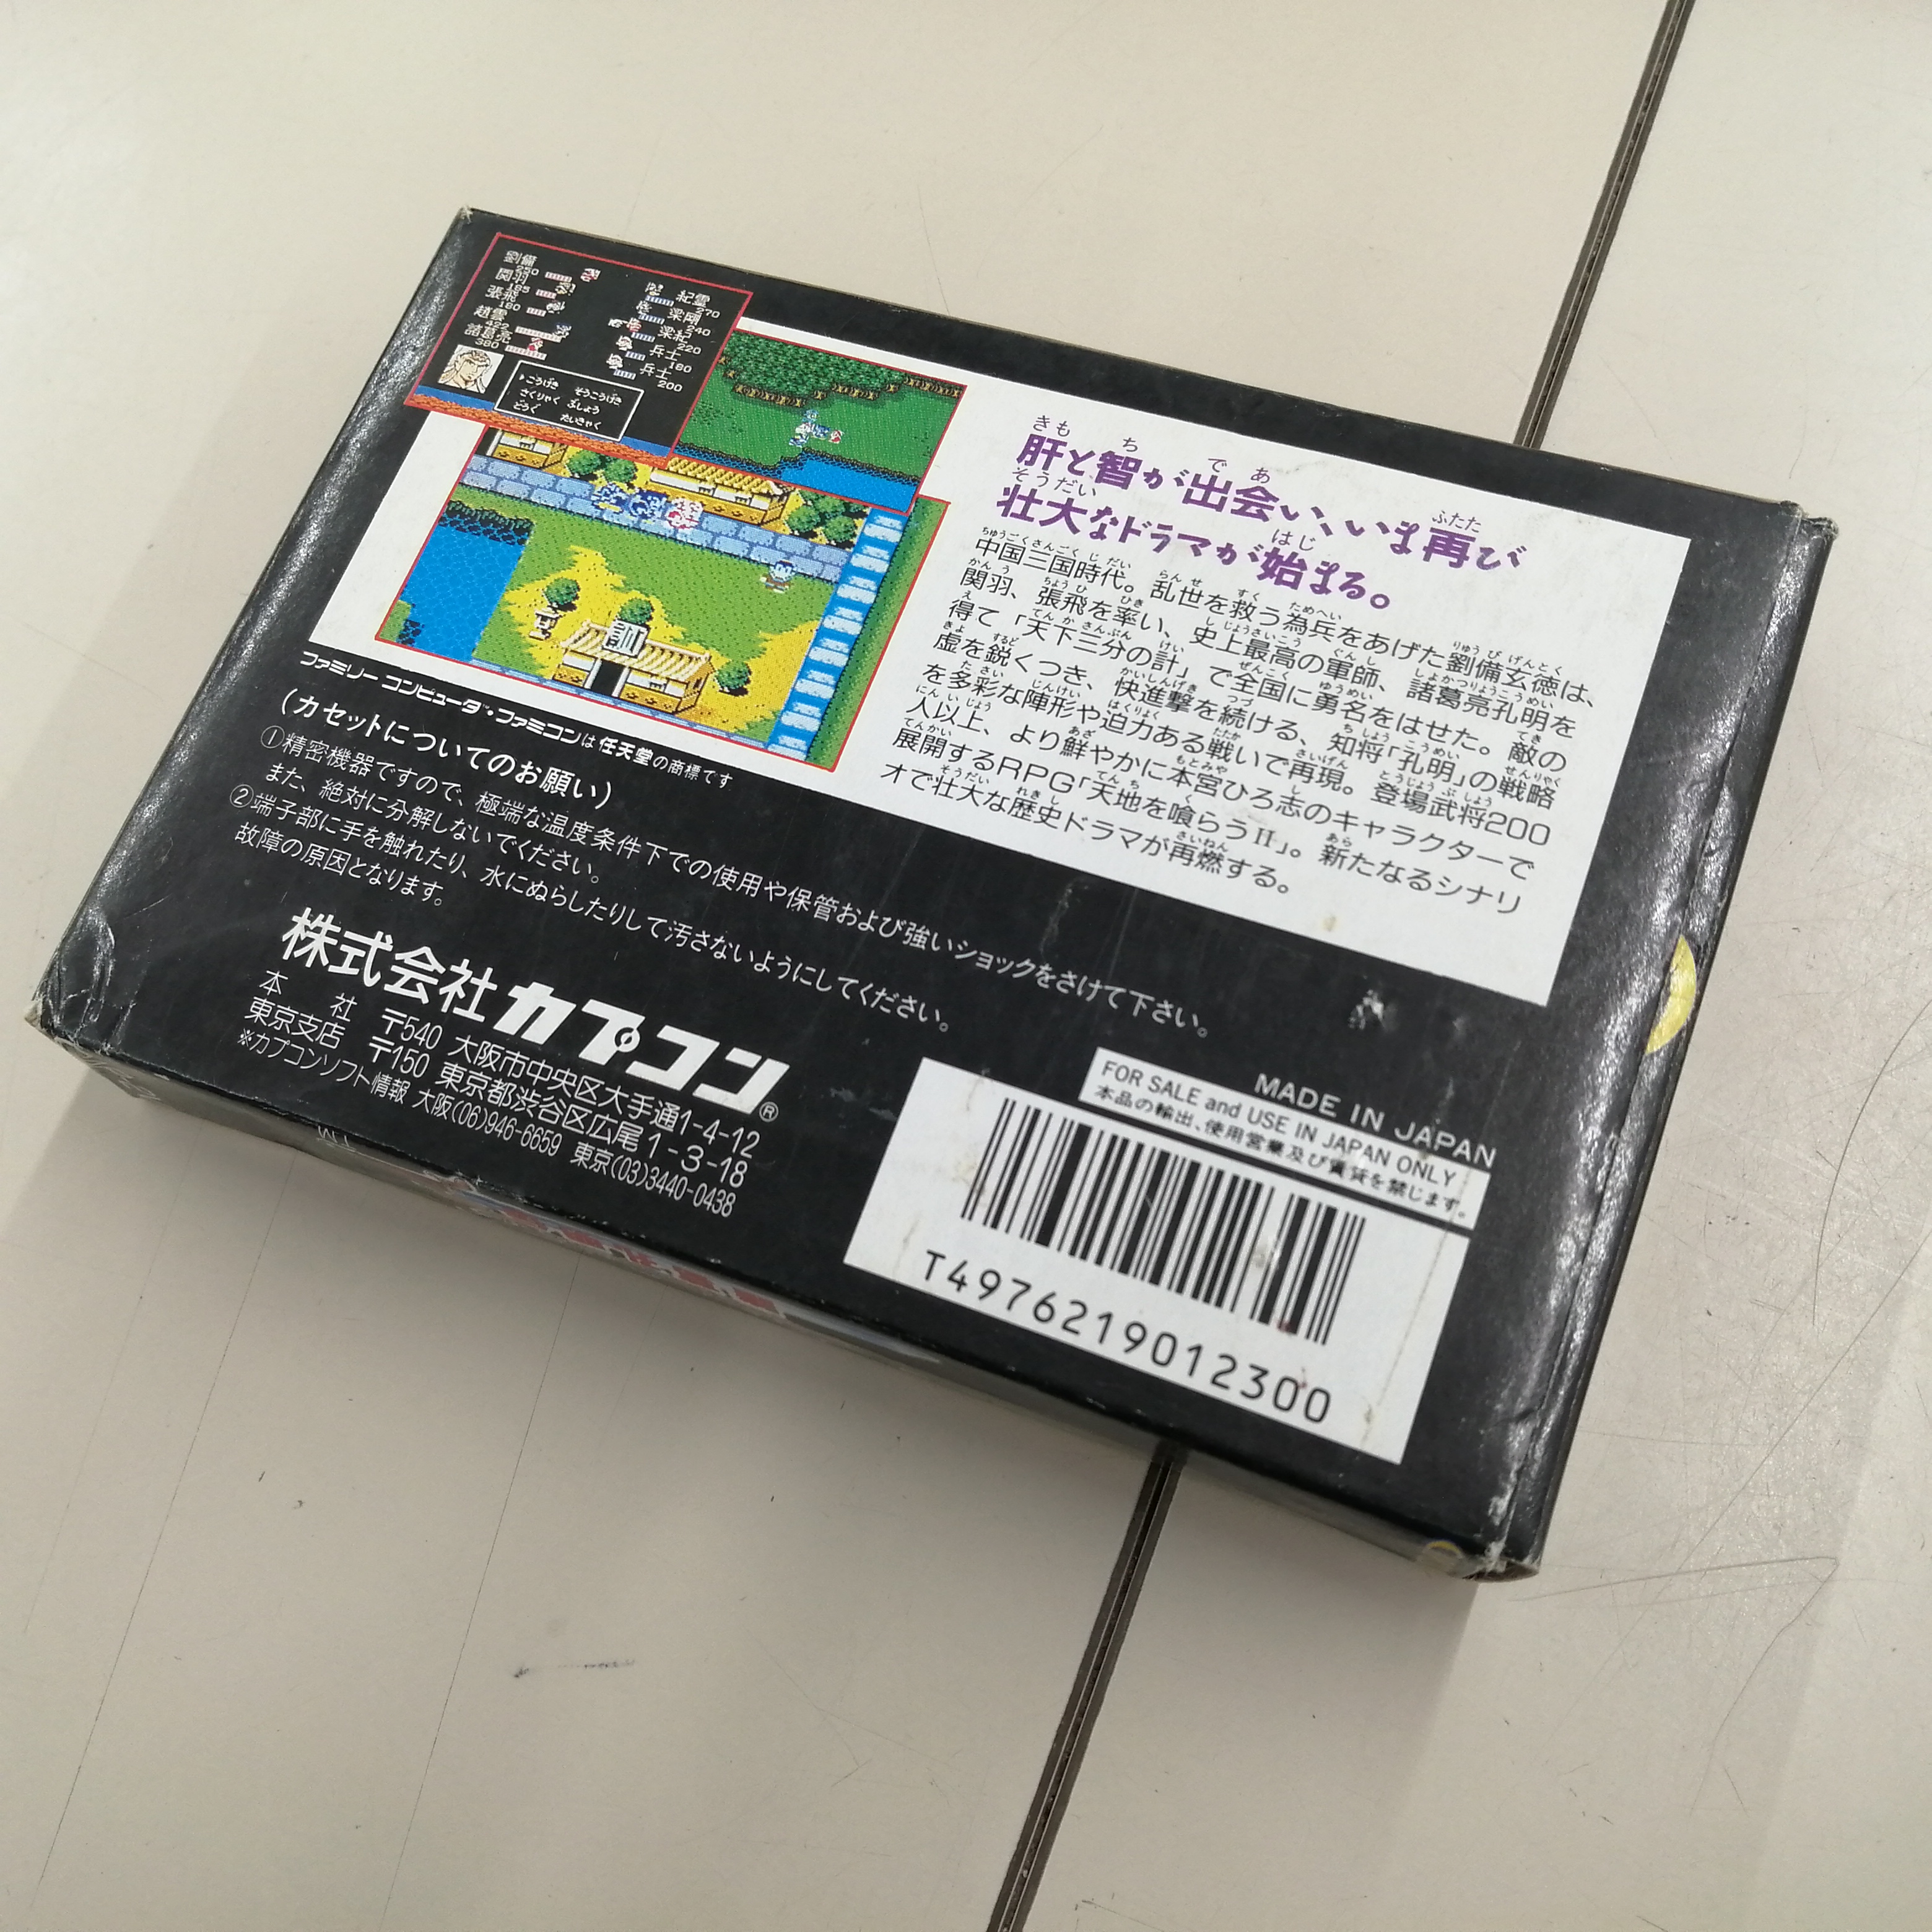 劉備
250
関羽
185
張飛
180
趙雲
422
諸葛亮
380
紀霊
270
梁剛
240
梁紀
220
兵士
180
兵士
200
こうげき そうこうげき
さくりゃく ぶしょう
どうぐ たいきゃく
肝と智が出会い、いま再び
壮大なドラマが始まる。
中国三国時代。乱世を救う為兵をあげた劉備玄徳は、
関羽、張飛を率い、史上最高の軍師、諸葛亮孔明を
得て「天下三分の計」で全国に勇名をはせた。敵の
虚を鋭くつき、快進撃を続ける、知将「孔明」の戦略
を多彩な陣形や迫力ある戦いで再現。登場武将200
人以上、より鮮やかに本宮ひろ志のキャラクターで
展開するRPG「天地を喰らうII」。新たなるシナリ
オで壮大な歴史ドラマが再燃する。
ファミリーコンピュータ™・ファミコンは任天堂の商標です
(カセットについてのお願い)
①精密機器ですので、極端な温度条件下での使用や保管および強いショックをさけて下さい。
また、絶対に分解しないでください。
②端子部に手を触れたり、水にぬらしたりして汚さないようにしてください。
故障の原因となります。
株式会社カプコン®
本社 〒540 大阪市中央区大手通1-4-12
東京支店 〒150 東京都渋谷区広尾1-3-18
※カプコンソフト情報 大阪(06)946-6659 東京(03)3440-0438
MADE IN JAPAN
FOR SALE and USE IN JAPAN ONLY
本品の輸出、使用営業及び賃貸を禁じます。
T4976219012300